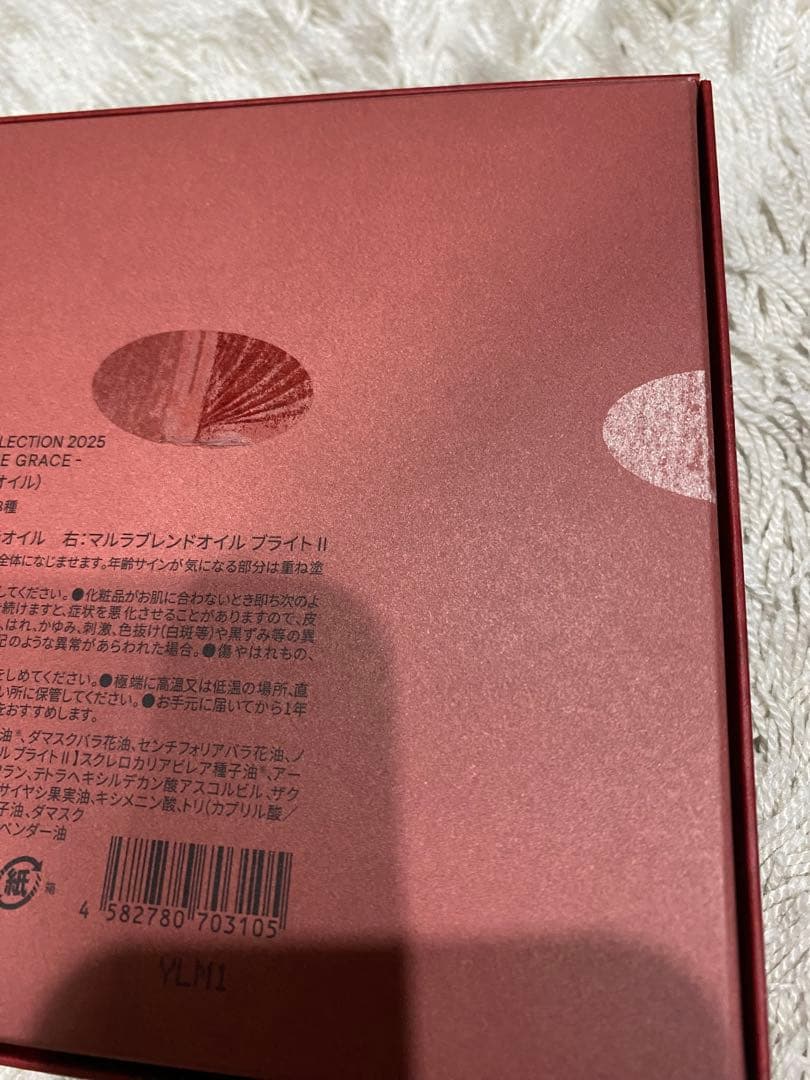 LECTION 2025
E GRACE -
オイル）
種
オイル 右：マルラブレンドオイル ブライトⅡ
全体になじませます。年齢サインが気になる部分は重ね塗
してください。●化粧品がお肌に合わないとき即ち次のよ
続けますと、症状を悪化させることがありますので、皮
、はれ、かゆみ、刺激、色抜け（白斑等）や黒ずみ等の異
記のような異常があらわれた場合。●傷やはれもの、
をしめてください。●極端に高温又は低温の場所、直
い所に保管してください。●お手元に届いてから1年
をおすすめします。
油※、ダマスクバラ花油、センチフォリアバラ花油、ノ
ル ブライトⅡ】スクレロカリアビレア種子油※、アー
ラン、テトラヘキシルデカン酸アスコルビル、ザク
サイヤシ果実油、キシメニン酸、トリ（カプリル酸／
子油、ダマスク
ベンダー油
紙 箱
4 582780 703105
YLM1